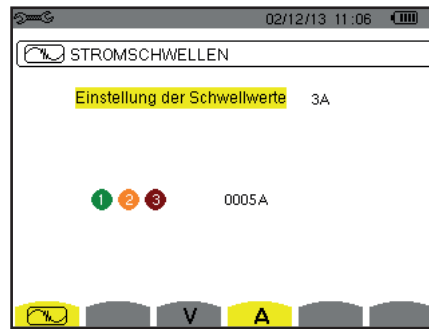 02/12/13 11:06
STROMSCHWELLEN
Einstellung der Schwellwerte 3A
1 2 3 0005A
V A